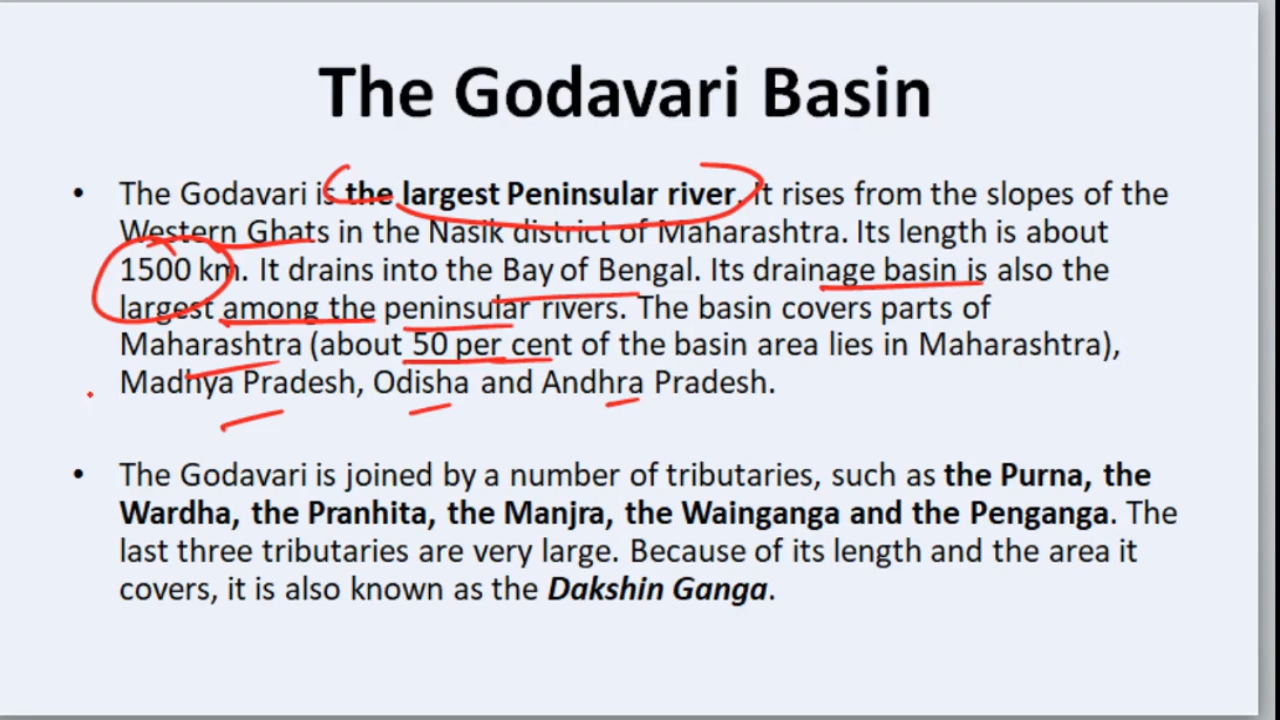 The Godavari Basin
• The Godavari is the largest Peninsular river. It rises from the slopes of the
Western Ghats in the Nasik district of Maharashtra. Its length is about
1500 km. It drains into the Bay of Bengal. Its drainage basin is also the
largest among the peninsular rivers. The basin covers parts of
Maharashtra (about 50 per cent of the basin area lies in Maharashtra),
Madhya Pradesh, Odisha and Andhra Pradesh.
• The Godavari is joined by a number of tributaries, such as the Purna, the
Wardha, the Pranhita, the Manjra, the Wainganga and the Penganga. The
last three tributaries are very large. Because of its length and the area it
covers, it is also known as the Dakshin Ganga.